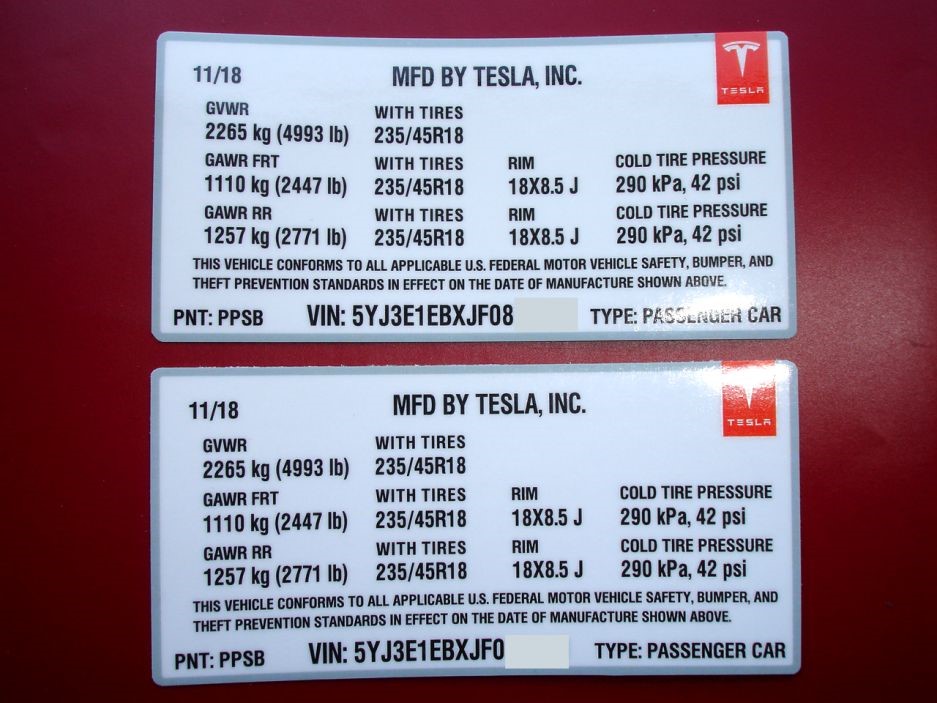 11/18 MFD BY TESLA, INC. TESLA
GVWR WITH TIRES
2265 kg (4993 lb) 235/45R18
GAWR FRT WITH TIRES RIM COLD TIRE PRESSURE
1110 kg (2447 lb) 235/45R18 18X8.5 J 290 kPa, 42 psi
GAWR RR WITH TIRES RIM COLD TIRE PRESSURE
1257 kg (2771 lb) 235/45R18 18X8.5 J 290 kPa, 42 psi
THIS VEHICLE CONFORMS TO ALL APPLICABLE U.S. FEDERAL MOTOR VEHICLE SAFETY, BUMPER, AND
THEFT PREVENTION STANDARDS IN EFFECT ON THE DATE OF MANUFACTURE SHOWN ABOVE.
PNT: PPSB VIN: 5YJ3E1EBXJF08 TYPE: PASSENGER CAR
11/18 MFD BY TESLA, INC. TESLA
GVWR WITH TIRES
2265 kg (4993 lb) 235/45R18
GAWR FRT WITH TIRES RIM COLD TIRE PRESSURE
1110 kg (2447 lb) 235/45R18 18X8.5 J 290 kPa, 42 psi
GAWR RR WITH TIRES RIM COLD TIRE PRESSURE
1257 kg (2771 lb) 235/45R18 18X8.5 J 290 kPa, 42 psi
THIS VEHICLE CONFORMS TO ALL APPLICABLE U.S. FEDERAL MOTOR VEHICLE SAFETY, BUMPER, AND
THEFT PREVENTION STANDARDS IN EFFECT ON THE DATE OF MANUFACTURE SHOWN ABOVE.
PNT: PPSB VIN: 5YJ3E1EBXJF0 TYPE: PASSENGER CAR